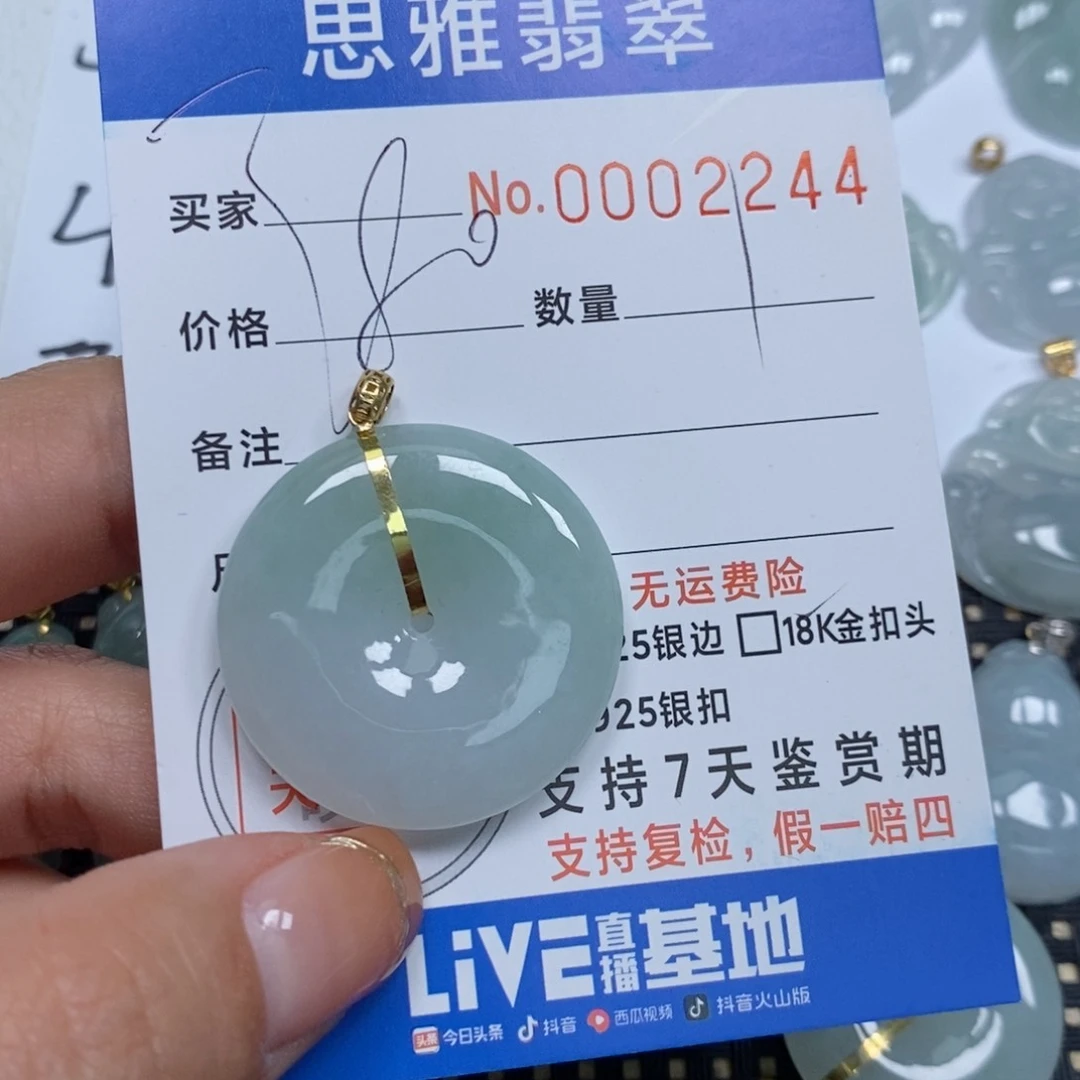 思雅翡翠
买家 No.0002244
价格 数量
备注
无运费险
25银边 18K金扣头
925银扣
支持7天鉴赏期
支持复检，假一赔四
LiVE直播基地
头条 今日头条 抖音 西瓜视频 抖音火山版
4